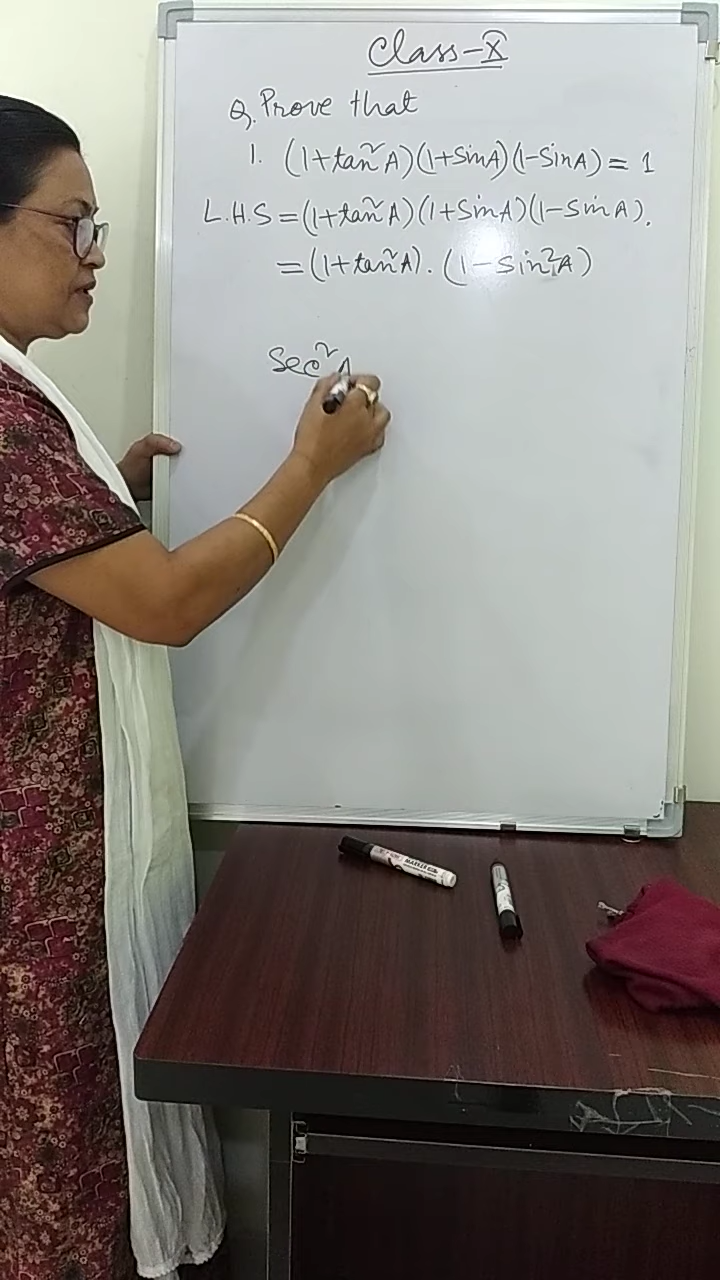 Class-X
Q. Prove that
1. (1+tan²A)(1+SinA)(1-SinA) = 1
L.H.S = (1+tan²A)(1+SinA)(1-SinA).
= (1+tan²A).(1-Sin²A)
Sec²A
MARKER